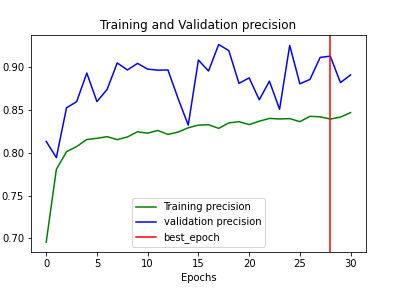 Training and Validation precision
0.90
0.85
0.80
0.75
0.70
Training precision
validation precision
best_epoch
0 5 10 15 20 25 30
Epochs